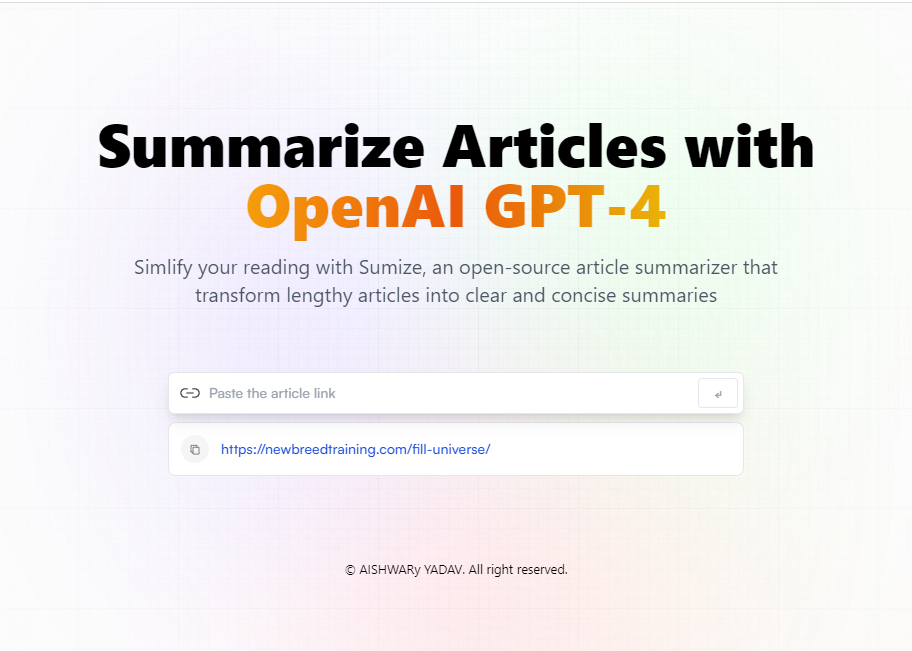 Summarize Articles with
OpenAI GPT-4
Simlify your reading with Sumize, an open-source article summarizer that
transform lengthy articles into clear and concise summaries
Paste the article link
https://newbreedtraining.com/fill-universe/
© AISHWARy YADAV. All right reserved.